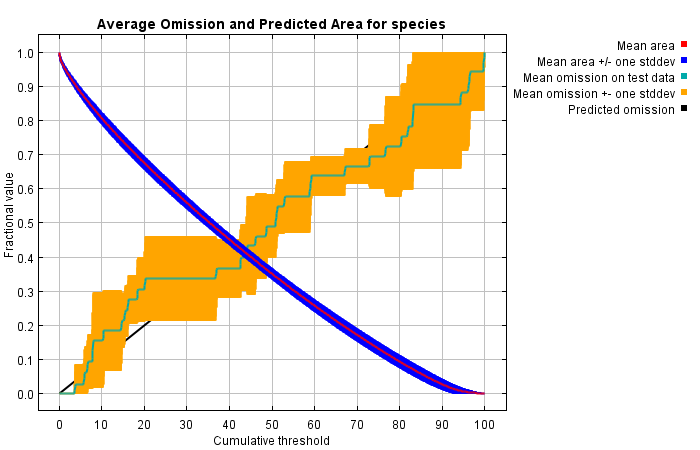 Average Omission and Predicted Area for species
Mean area
Mean area +/- one stddev
Mean omission on test data
Mean omission +- one stddev
Predicted omission
Fractional value
1.0
0.9
0.8
0.7
0.6
0.5
0.4
0.3
0.2
0.1
0.0
0 10 20 30 40 50 60 70 80 90 100
Cumulative threshold